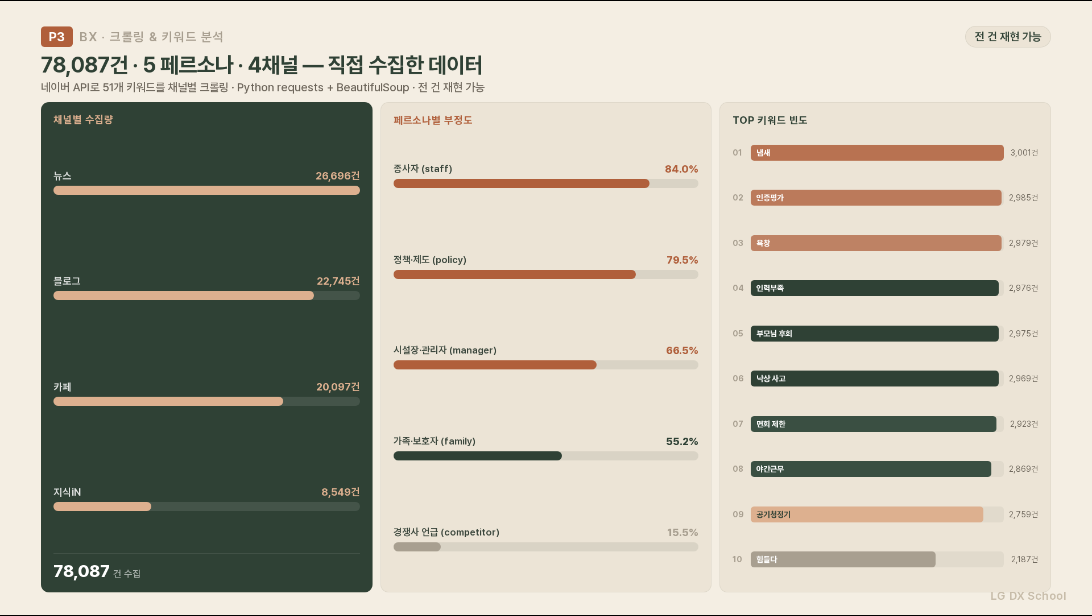 P3 BX · 크롤링 & 키워드 분석
전 건 재현 가능
78,087건 · 5 페르소나 · 4채널 — 직접 수집한 데이터
네이버 API로 51개 키워드를 채널별 크롤링 · Python requests + BeautifulSoup · 전 건 재현 가능
채널별 수집량
뉴스 26,696건
블로그 22,745건
카페 20,097건
지식iN 8,549건
78,087 건 수집
페르소나별 부정도
종사자 (staff) 84.0%
정책·제도 (policy) 79.5%
시설장·관리자 (manager) 66.5%
가족·보호자 (family) 55.2%
경쟁사 언급 (competitor) 15.5%
TOP 키워드 빈도
01 냄새 3,001건
02 인증평가 2,985건
03 욕창 2,979건
04 인력부족 2,976건
05 부모님 후회 2,975건
06 낙상 사고 2,969건
07 면회 제한 2,923건
08 야간근무 2,869건
09 공기청정기 2,759건
10 힘들다 2,187건
LG DX School